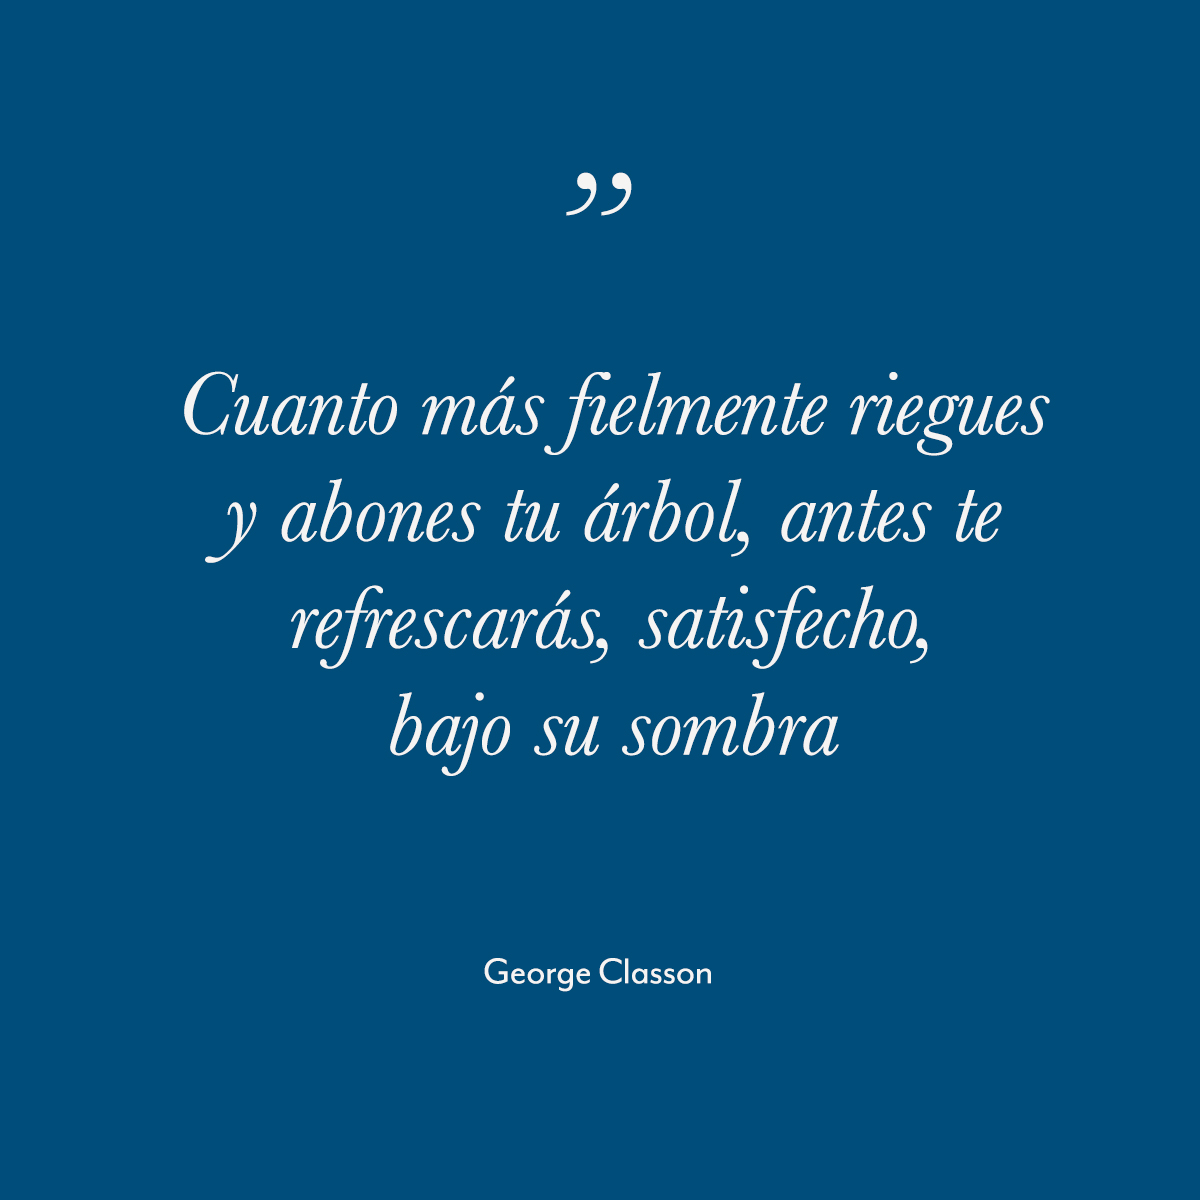 ”
Cuanto más fielmente riegues
y abones tu árbol, antes te
refrescarás, satisfecho,
bajo su sombra
George Classon